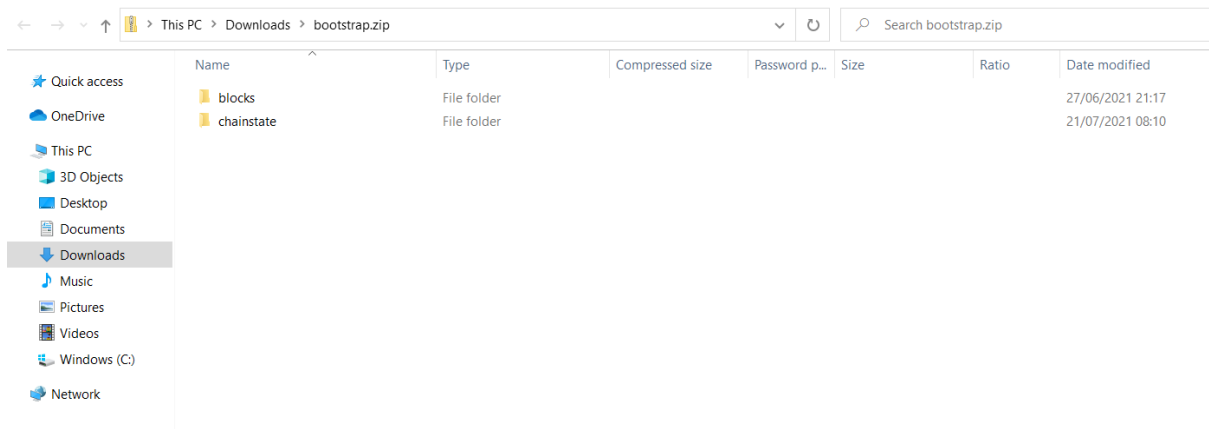 This PC > Downloads > bootstrap.zip
Search bootstrap.zip
Name Type Compressed size Password p... Size Ratio Date modified
Quick access
OneDrive
This PC
3D Objects
Desktop
Documents
Downloads
Music
Pictures
Videos
Windows (C:)
Network
blocks File folder 27/06/2021 21:17
chainstate File folder 21/07/2021 08:10